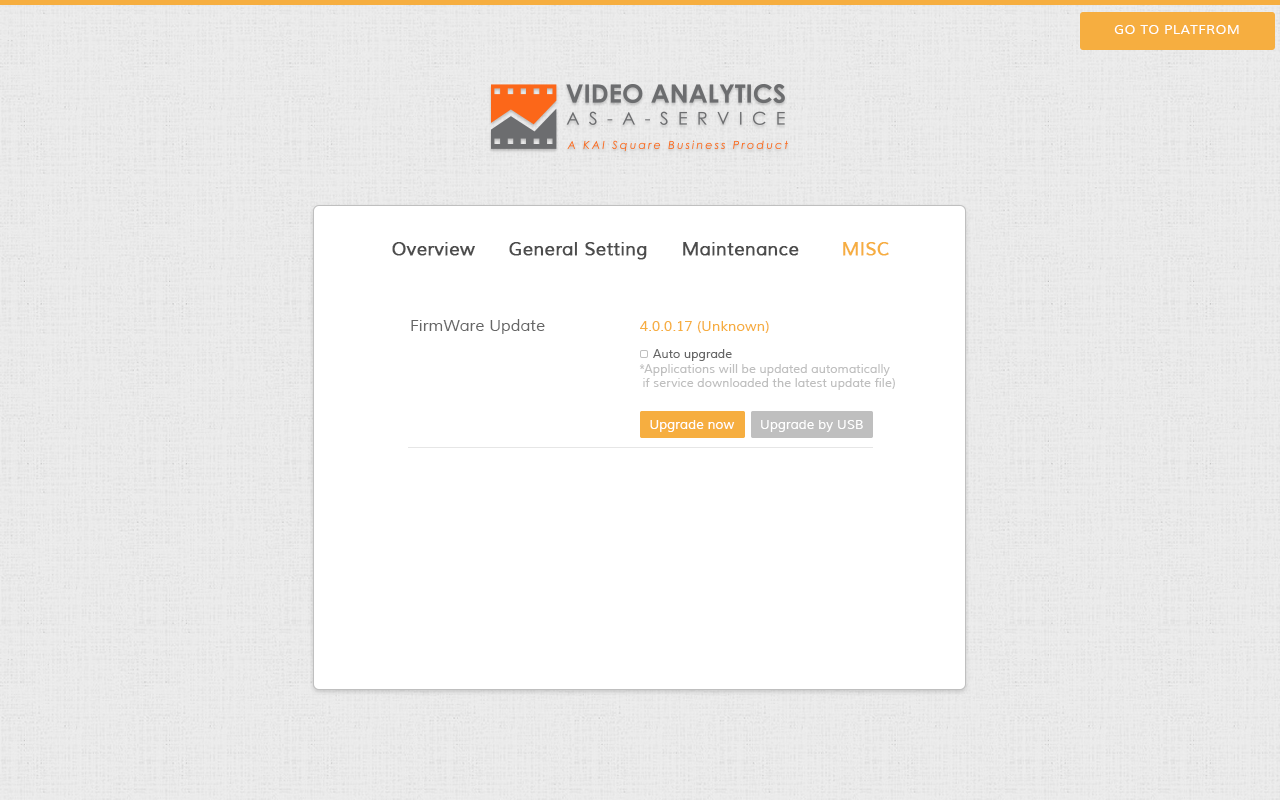 GO TO PLATFROM
VIDEO ANALYTICS
AS-A-SERVICE
A KAI Square Business Product
Overview General Setting Maintenance MISC
FirmWare Update 4.0.0.17 (Unknown)
Auto upgrade
*Applications will be updated automatically
if service downloaded the latest update file)
Upgrade now Upgrade by USB